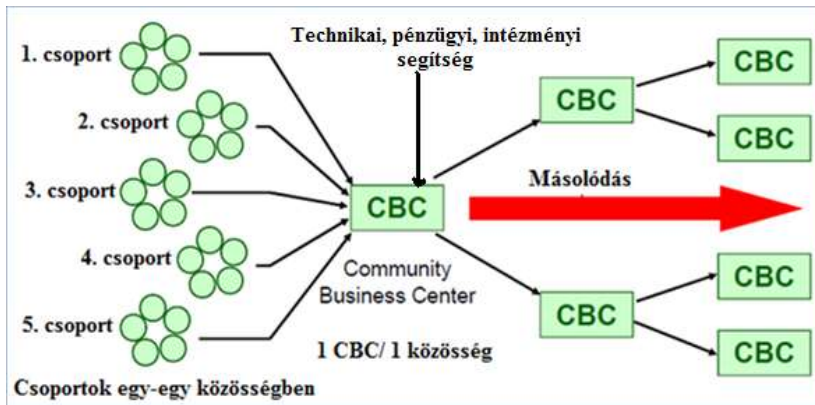 1. csoport
2. csoport
3. csoport
4. csoport
5. csoport
Csoportok egy-egy közösségben
Technikai, pénzügyi, intézményi
segítség
CBC
Community
Business Center
1 CBC/ 1 közösség
Másolódás
CBC
CBC
CBC
CBC
CBC
CBC